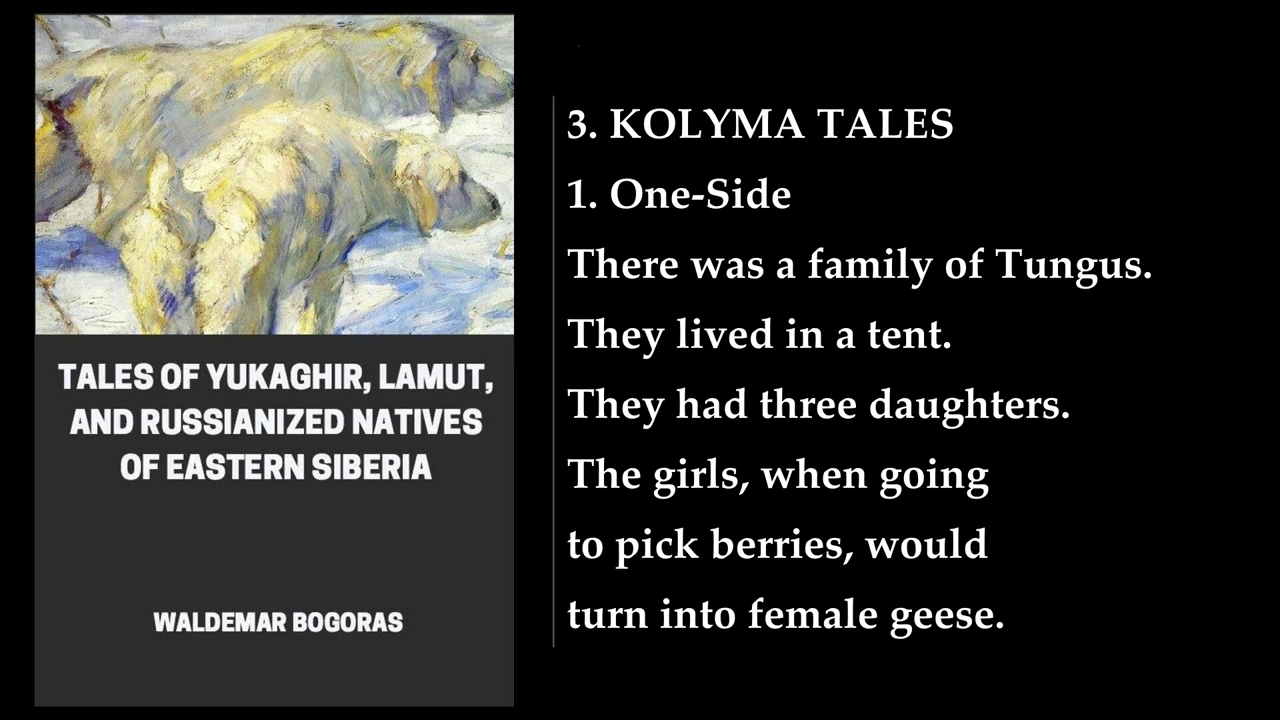 TALES OF YUKAGHIR, LAMUT,
AND RUSSIANIZED NATIVES
OF EASTERN SIBERIA
WALDEMAR BOGORAS
3. KOLYMA TALES
1. One-Side
There was a family of Tungus.
They lived in a tent.
They had three daughters.
The girls, when going
to pick berries, would
turn into female geese.